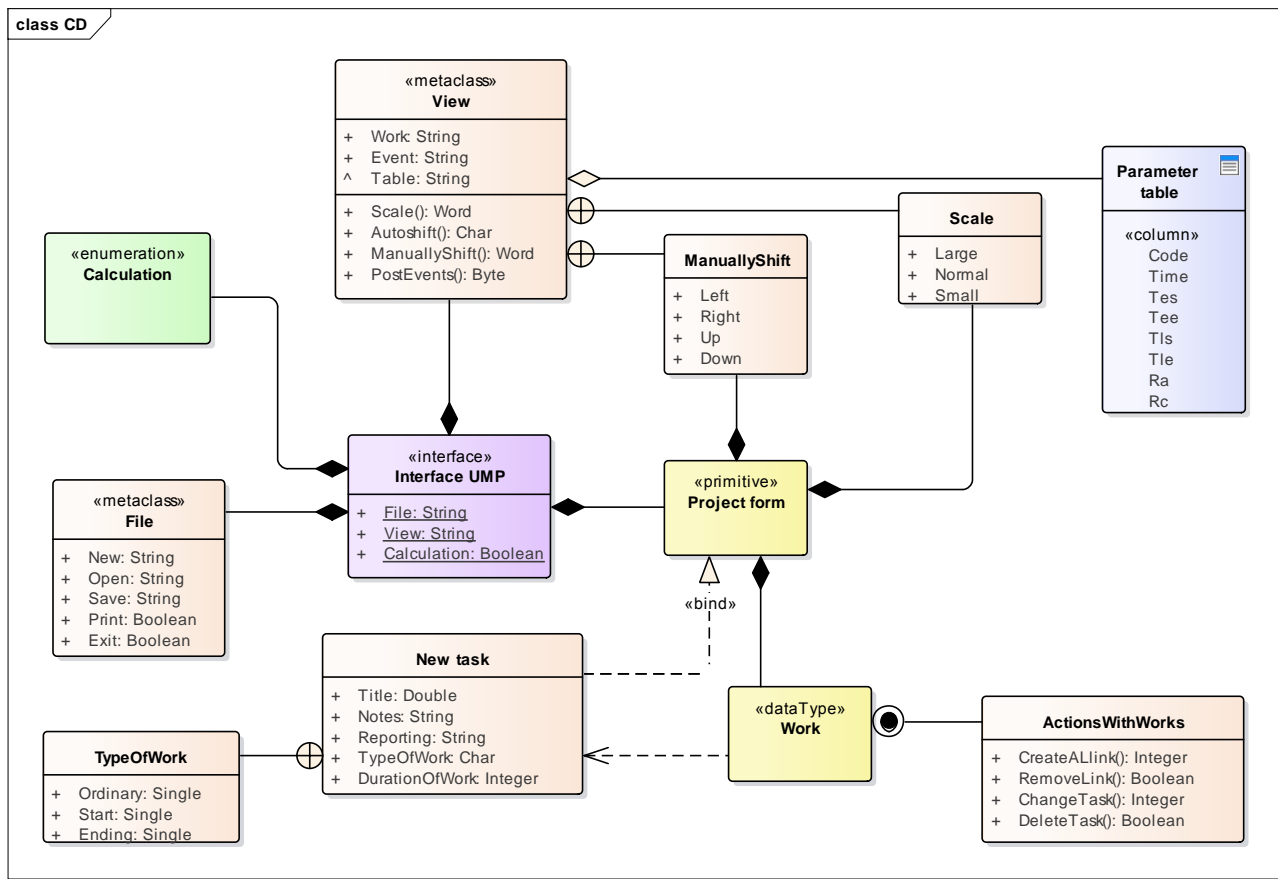 class CD
«metaclass»
View
+ Work: String
+ Event: String
^ Table: String
+ Scale(): Word
+ Autoshift(): Char
+ ManuallyShift(): Word
+ PostEvents(): Byte
Parameter
table
«column»
Code
Time
Tes
Tee
Tls
Tle
Ra
Rc
Scale
+ Large
+ Normal
+ Small
ManuallyShift
+ Left
+ Right
+ Up
+ Down
«enumeration»
Calculation
«interface»
Interface UMP
+ File: String
+ View: String
+ Calculation: Boolean
«primitive»
Project form
«metaclass»
File
+ New: String
+ Open: String
+ Save: String
+ Print: Boolean
+ Exit: Boolean
«bind»
New task
+ Title: Double
+ Notes: String
+ Reporting: String
+ TypeOfWork: Char
+ DurationOfWork: Integer
«dataType»
Work
ActionsWithWorks
+ CreateALlink(): Integer
+ RemoveLink(): Boolean
+ ChangeTask(): Integer
+ DeleteTask(): Boolean
TypeOfWork
+ Ordinary: Single
+ Start: Single
+ Ending: Single